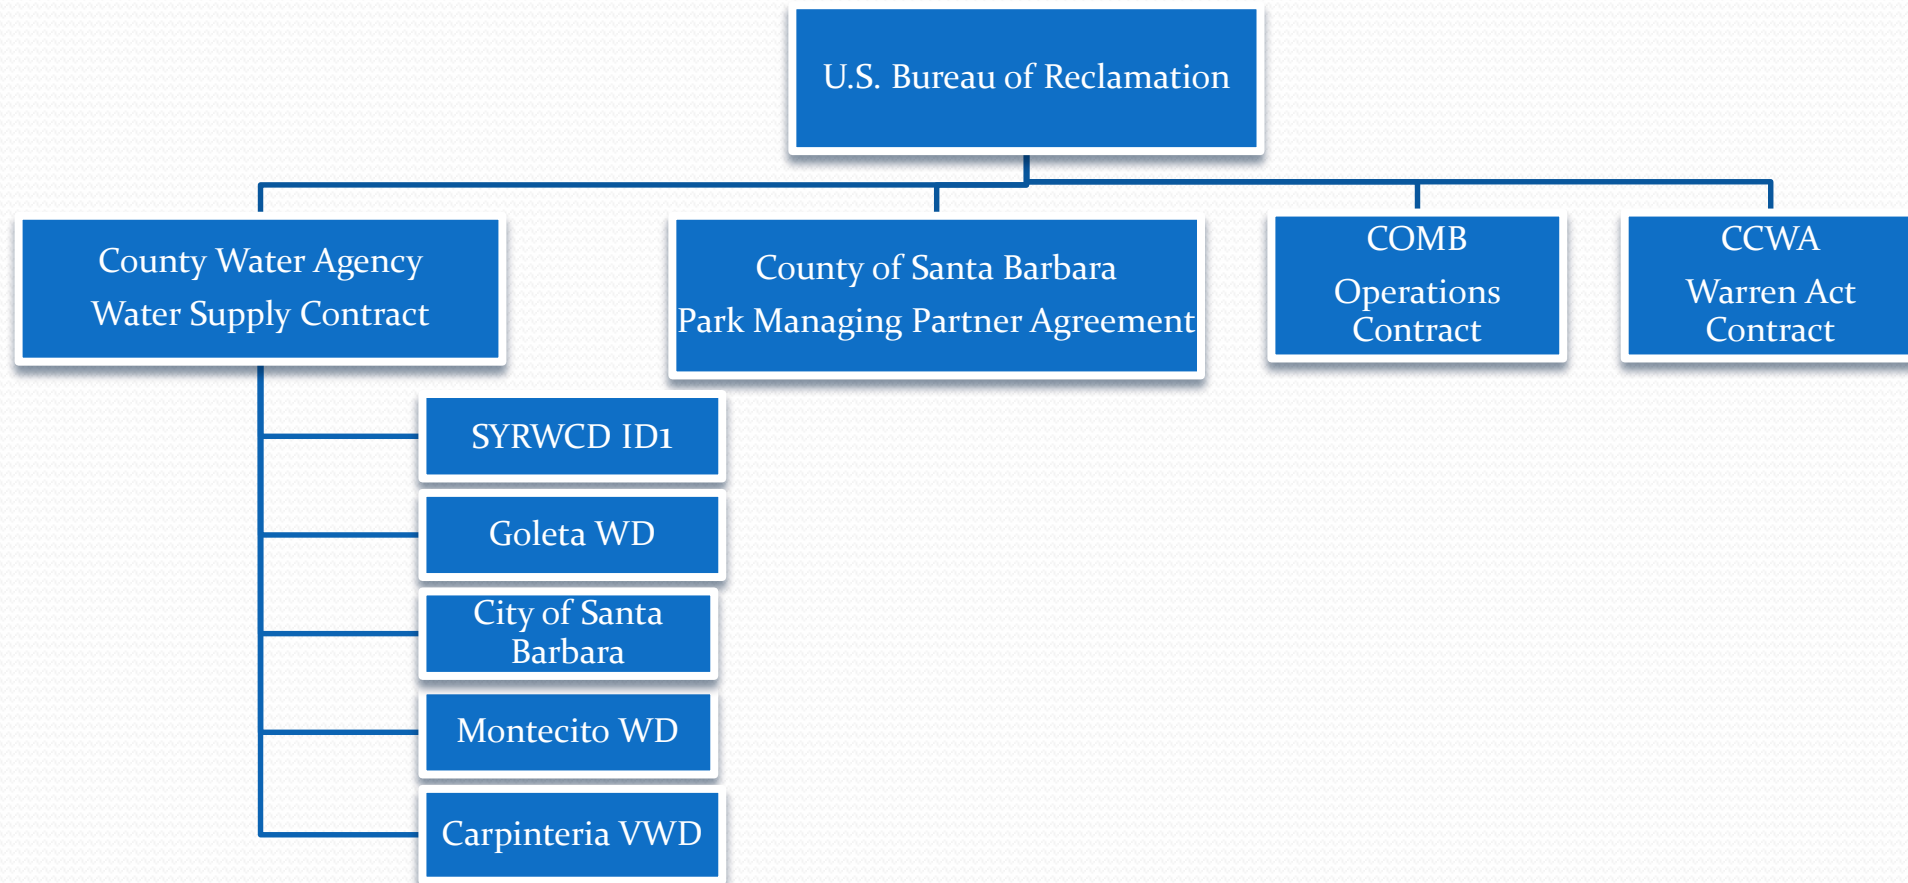 U.S. Bureau of Reclamation
County Water Agency
Water Supply Contract
County of Santa Barbara
Park Managing Partner Agreement
COMB
Operations
Contract
CCWA
Warren Act
Contract
SYRWCD ID1
Goleta WD
City of Santa
Barbara
Montecito WD
Carpinteria VWD